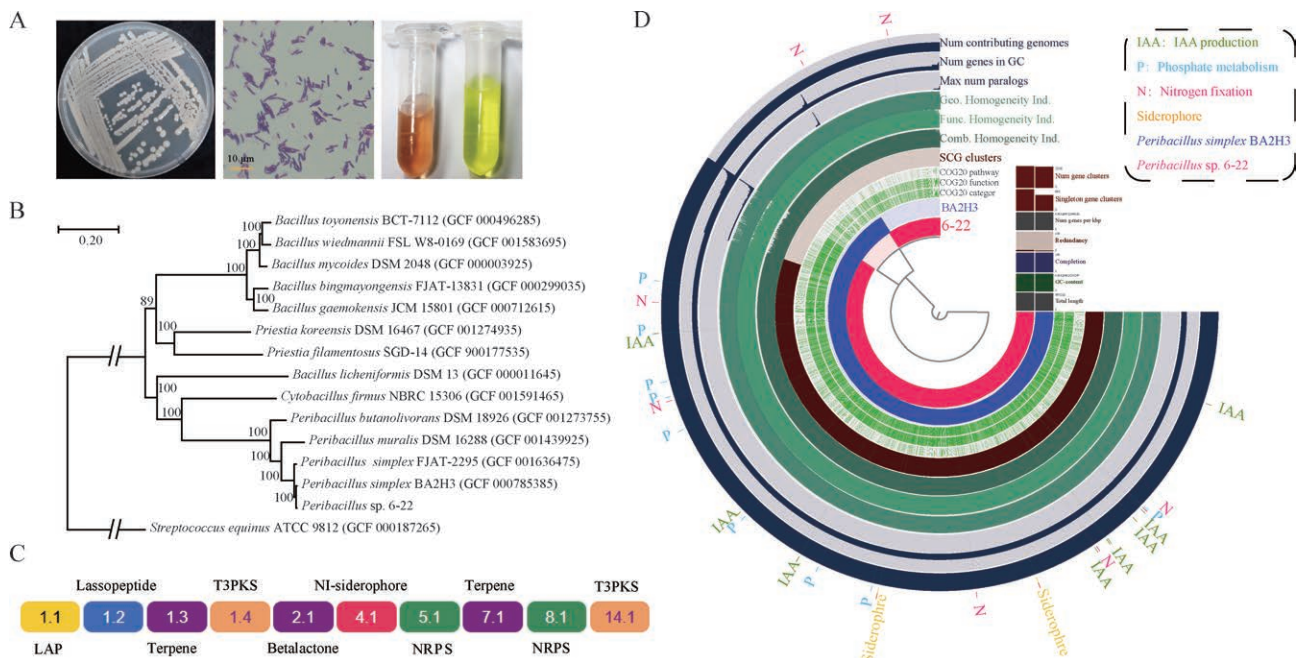 A
10 μm
B
0.20
Bacillus toyonensis BCT-7112 (GCF 000496285)
100
Bacillus wiedmannii FSL W8-0169 (GCF 001583695)
100
Bacillus mycoides DSM 2048 (GCF 000003925)
100
Bacillus bingmayongensis FJAT-13831 (GCF 000299035)
100
Bacillus gaemokensis JCM 15801 (GCF 000712615)
89
Priestia koreensis DSM 16467 (GCF 001274935)
100
Priestia filamentosus SGD-14 (GCF 900177535)
Bacillus licheniformis DSM 13 (GCF 000011645)
100
Cytobacillus firmus NBRC 15306 (GCF 001591465)
100
Peribacillus butanolivorans DSM 18926 (GCF 001273755)
Peribacillus muralis DSM 16288 (GCF 001439925)
100
Peribacillus simplex FJAT-2295 (GCF 001636475)
100
Peribacillus simplex BA2H3 (GCF 000785385)
100
Peribacillus sp. 6-22
Streptococcus equinus ATCC 9812 (GCF 000187265)
C
Lassopeptide T3PKS NI-siderophore Terpene T3PKS
1.1 1.2 1.3 1.4 2.1 4.1 5.1 7.1 8.1 14.1
LAP Terpene Betalactone NRPS NRPS
D
Num contributing genomes
Num genes in GC
Max num paralogs
Geo. Homogeneity Ind.
Func. Homogeneity Ind.
Comb. Homogeneity Ind.
SCG clusters
COG20 pathway
COG20 function
COG20 categor
BA2H3
6-22
Num gene clusters
Singleton gene clusters
Num genes per kbp
Redundancy
Completion
GC-content
Total length
IAA: IAA production
P: Phosphate metabolism
N: Nitrogen fixation
Siderophore
Peribacillus simplex BA2H3
Peribacillus sp. 6-22
N
N
P
N
P
IAA
P
P
N
P
IAA
P
IAA
P
P
Siderophre
N
Siderophre
IAA
N
IAA
IAA
IAA
P
N
IAA